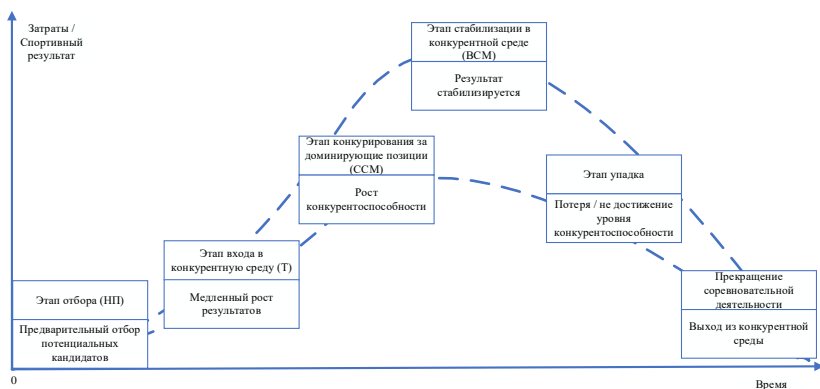 Затраты /
Спортивный
результат
Этап стабилизации в
конкурентной среде
(ВСМ)
Результат
стабилизируется
Этап конкурирования за
доминирующие позиции
(ССМ)
Рост
конкурентоспособности
Этап упадка
Потеря / не достижение
уровня
конкурентоспособности
Этап входа в
конкурентную среду (Т)
Медленный рост
результатов
Этап отбора (НП)
Предварительный отбор
потенциальных
кандидатов
Прекращение
соревновательной
деятельности
Выход из конкурентной
среды
0
Время